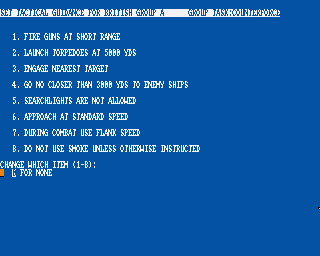 SET TACTICAL GUIDANCE FOR BRITISH GROUP A GROUP TASK:COUNTERFORCE
1. FIRE GUNS AT SHORT RANGE
2. LAUNCH TORPEDOES AT 5000 YDS
3. ENGAGE NEAREST TARGET
4. GO NO CLOSER THAN 3000 YDS TO ENEMY SHIPS
5. SEARCHLIGHTS ARE NOT ALLOWED
6. APPROACH AT STANDARD SPEED
7. DURING COMBAT USE FLANK SPEED
8. DO NOT USE SMOKE UNLESS OTHERWISE INSTRUCTED
CHANGE WHICH ITEM (1-8):
FOR NONE